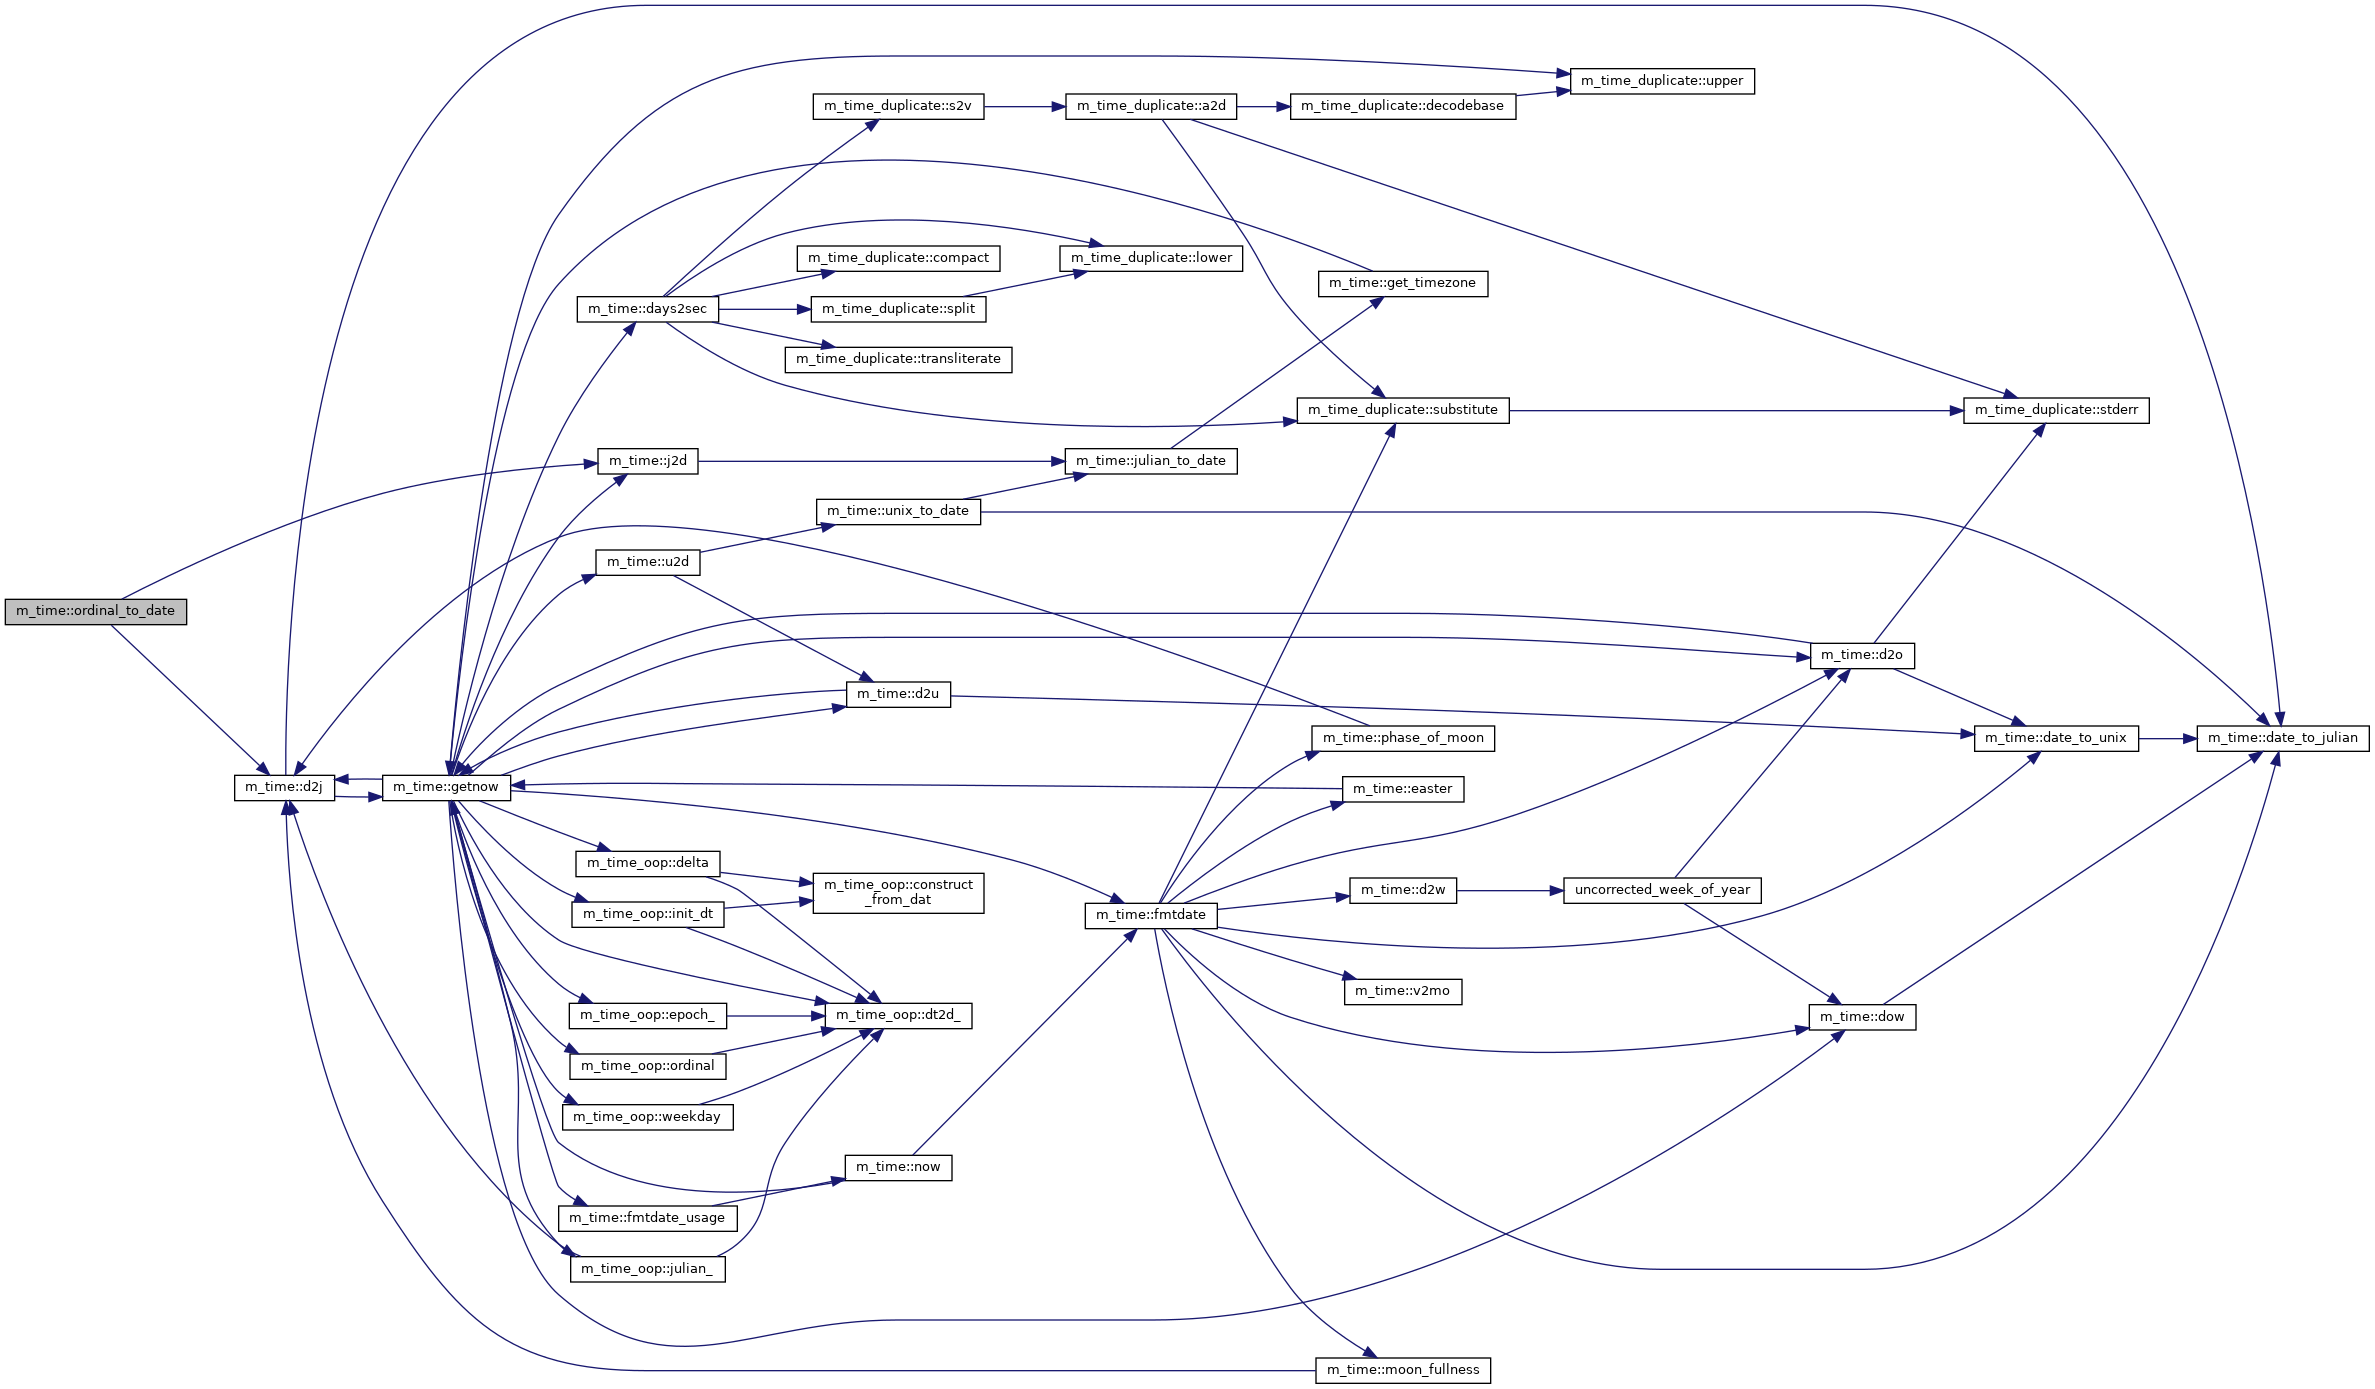 m_time::ordinal_to_date
m_time::d2j
m_time::getnow
m_time::days2sec
m_time::j2d
m_time::u2d
m_time_oop::delta
m_time_oop::init_dt
m_time_oop::epoch_
m_time_oop::ordinal
m_time_oop::weekday
m_time::fmtdate_usage
m_time_oop::julian_
m_time_duplicate::s2v
m_time_duplicate::compact
m_time_duplicate::split
m_time_duplicate::transliterate
m_time::unix_to_date
m_time::d2u
m_time_oop::construct
_from_dat
m_time_oop::dt2d_
m_time::now
m_time_duplicate::a2d
m_time_duplicate::lower
m_time::julian_to_date
m_time::fmtdate
m_time_duplicate::decodebase
m_time::get_timezone
m_time_duplicate::substitute
m_time::phase_of_moon
m_time::easter
m_time::d2w
m_time::v2mo
m_time::moon_fullness
m_time_duplicate::upper
uncorrected_week_of_year
m_time::d2o
m_time::dow
m_time_duplicate::stderr
m_time::date_to_unix
m_time::date_to_julian